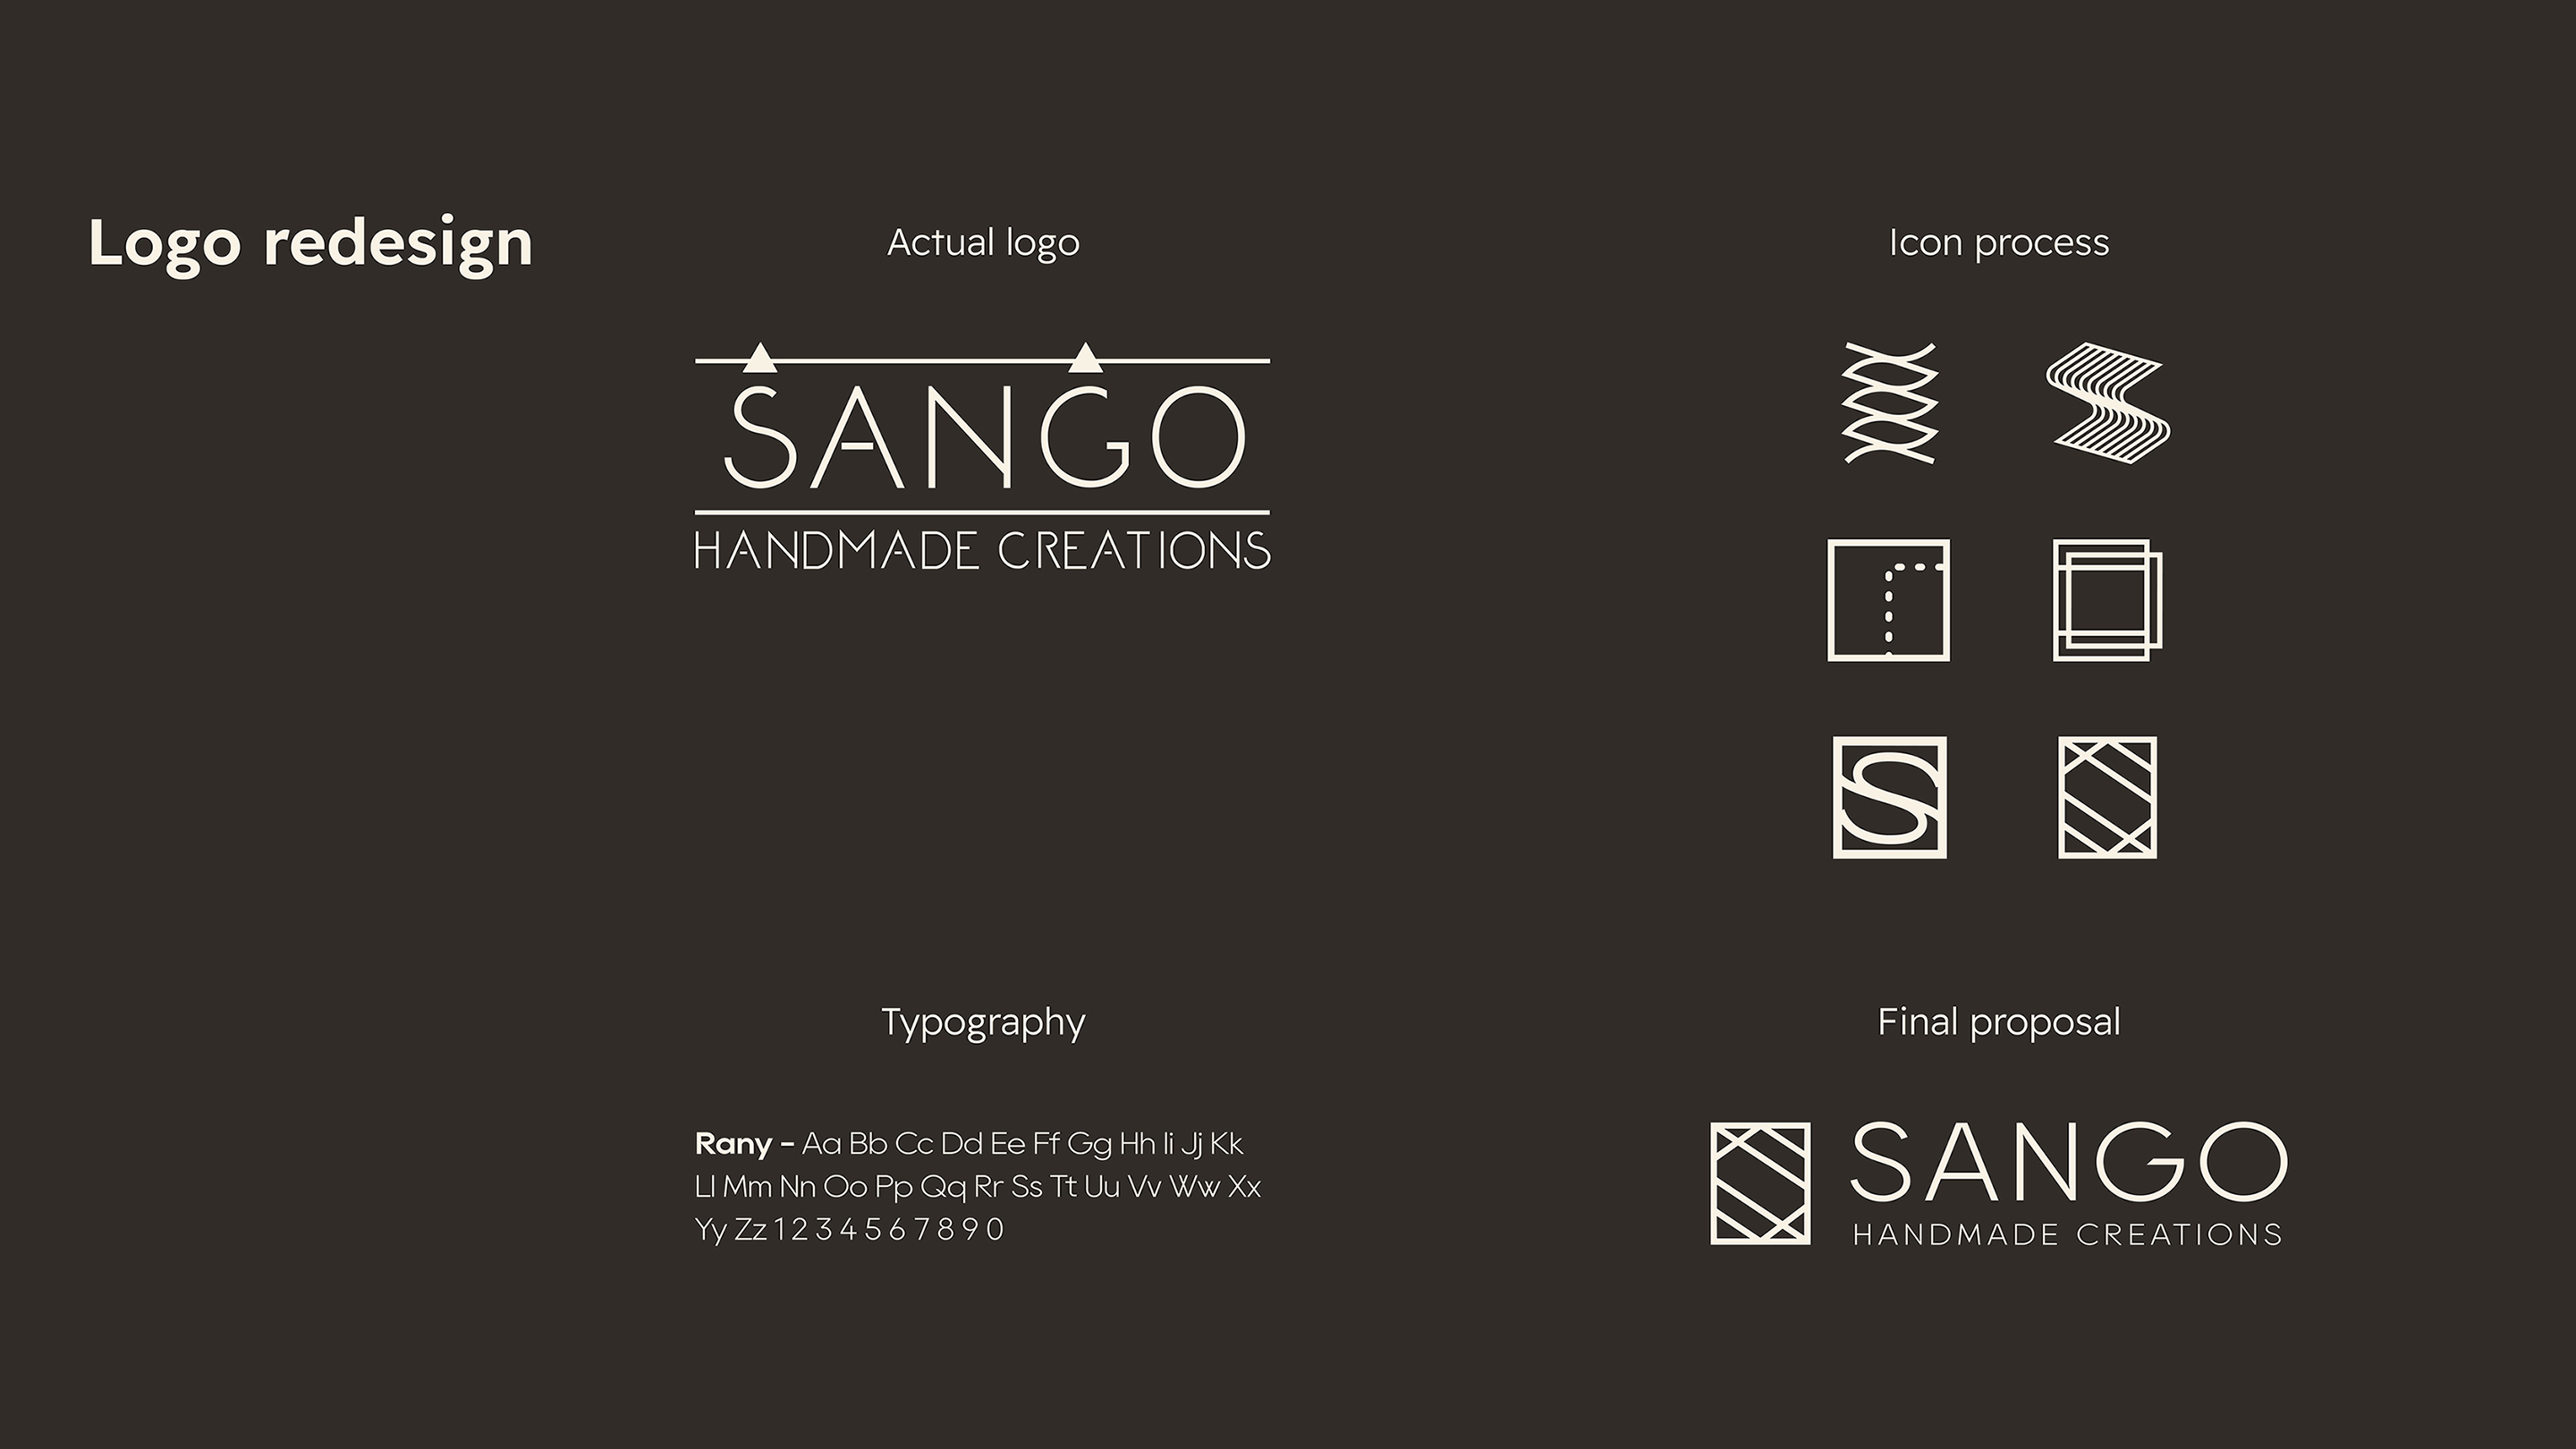 Logo redesign
Actual logo
SANGO
HANDMADE CREATIONS
Icon process
Typography
Rany - Aa Bb Cc Dd Ee Ff Gg Hh Ii Jj Kk
Ll Mm Nn Oo Pp Qq Rr Ss Tt Uu Vv Ww Xx
Yy Zz 1 2 3 4 5 6 7 8 9 0
Final proposal
SANGO
HANDMADE CREATIONS